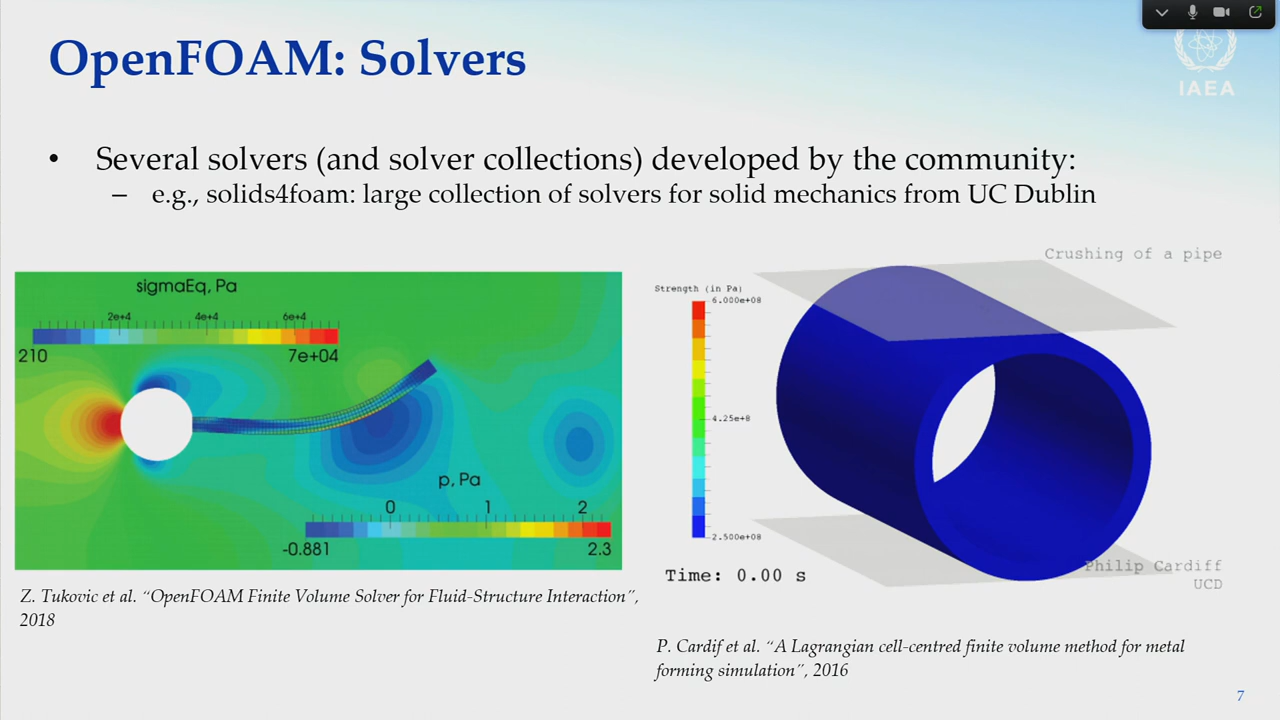 OpenFOAM: Solvers
IAEA
• Several solvers (and solver collections) developed by the community:
– e.g., solids4foam: large collection of solvers for solid mechanics from UC Dublin
sigmaEq, Pa
2e+4 4e+4 6e+4
210 7e+04
p, Pa
0 1 2
-0.881 2.3
Z. Tukovic et al. “OpenFOAM Finite Volume Solver for Fluid-Structure Interaction”,
2018
Crushing of a pipe
Strength (in Pa)
6.000e+08
4.25e+8
2.500e+08
Time: 0.00 s
Philip Cardiff
UCD
P. Cardif et al. “A Lagrangian cell-centred finite volume method for metal
forming simulation”, 2016
7